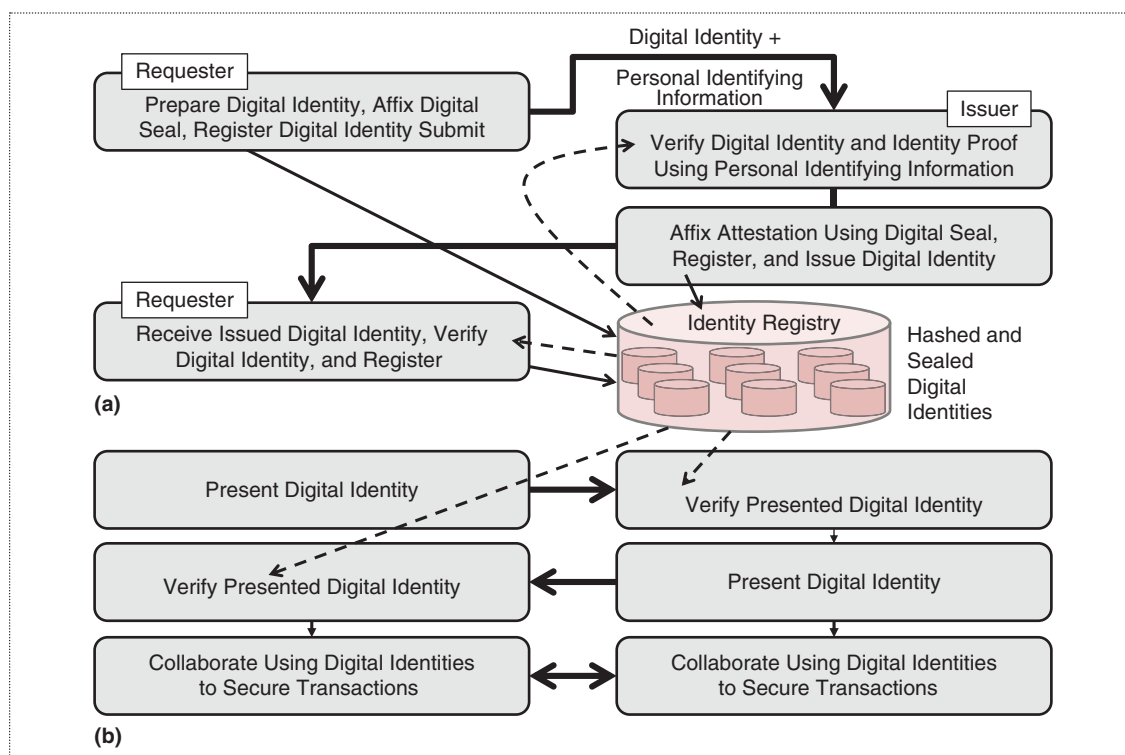 Digital Identity +
Personal Identifying
Information
Requester
Prepare Digital Identity, Affix Digital
Seal, Register Digital Identity Submit
Issuer
Verify Digital Identity and Identity Proof
Using Personal Identifying Information
Affix Attestation Using Digital Seal,
Register, and Issue Digital Identity
Requester
Receive Issued Digital Identity, Verify
Digital Identity, and Register
Identity Registry
Hashed and
Sealed
Digital
Identities
(a)
Present Digital Identity
Verify Presented Digital Identity
Verify Presented Digital Identity
Present Digital Identity
Collaborate Using Digital Identities
to Secure Transactions
Collaborate Using Digital Identities
to Secure Transactions
(b)